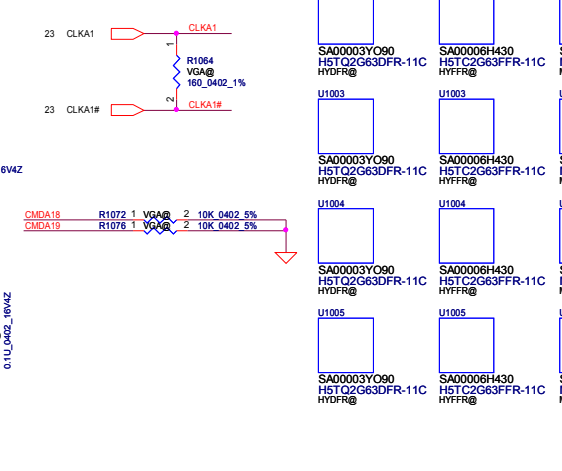 23 CLKA1 CLKA1
1
R1064
VGA@
160_0402_1%
2
23 CLKA1# CLKA1#
6V4Z
CMDA18 R1072 1 VGA@ 2 10K_0402_5%
CMDA19 R1076 1 VGA@ 2 10K_0402_5%
0.1U_0402_16V4Z
SA00003YO90 SA00006H430
H5TQ2G63DFR-11C H5TC2G63FFR-11C
HYDFR@ HYFFR@
U1003 U1003
SA00003YO90 SA00006H430
H5TQ2G63DFR-11C H5TC2G63FFR-11C
HYDFR@ HYFFR@
U1004 U1004
SA00003YO90 SA00006H430
H5TQ2G63DFR-11C H5TC2G63FFR-11C
HYDFR@ HYFFR@
U1005 U1005
SA00003YO90 SA00006H430
H5TQ2G63DFR-11C H5TC2G63FFR-11C
HYDFR@ HYFFR@